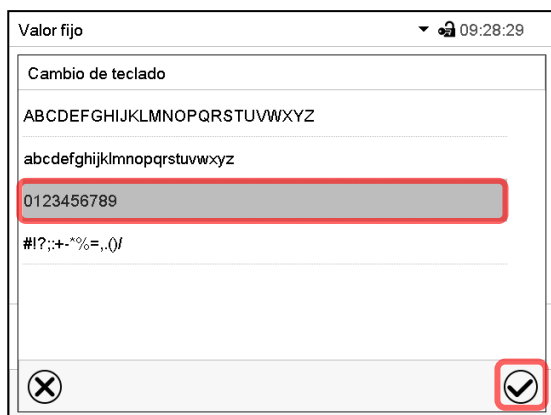 Valor fijo 09:28:29
Cambio de teclado
ABCDEFGHIJKLMNOPQRSTUVWXYZ
abcdefghijklmnopqrstuvwxyz
0123456789
#!?;:+-*%=,.()/